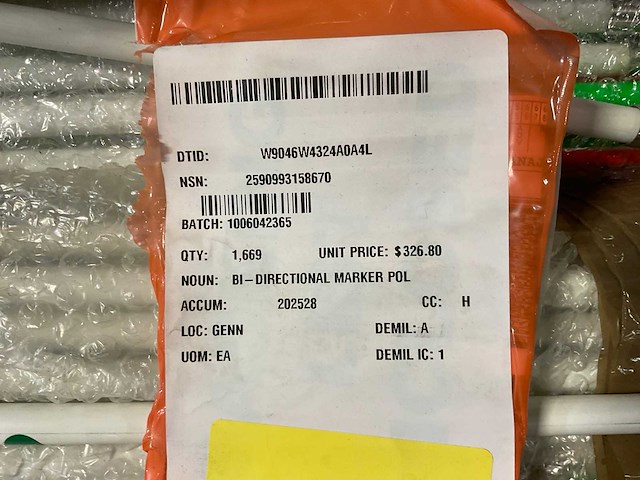 DTID: W9046W4324A0A4L
NSN: 2590993158670
BATCH: 1006042365
QTY: 1,669 UNIT PRICE: $326.80
NOUN: BI-DIRECTIONAL MARKER POL
ACCUM: 202528 CC: H
LOC: GENN DEMIL: A
UOM: EA DEMIL IC: 1